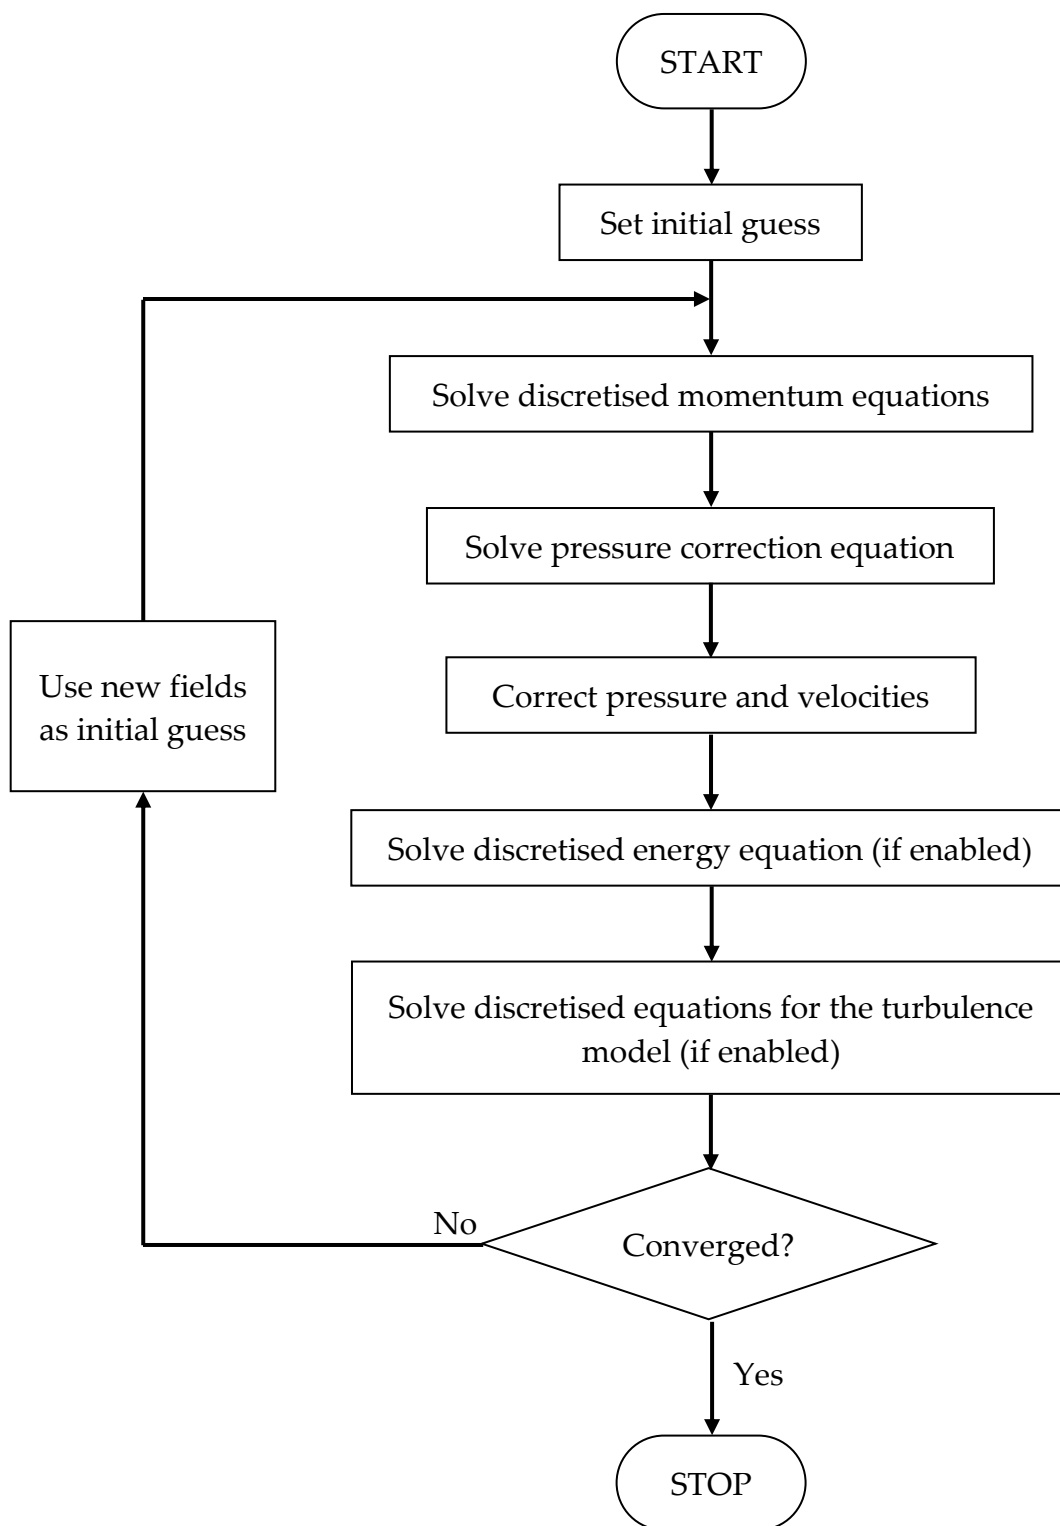 START
Set initial guess
Solve discretised momentum equations
Solve pressure correction equation
Correct pressure and velocities
Use new fields
as initial guess
Solve discretised energy equation (if enabled)
Solve discretised equations for the turbulence
model (if enabled)
No
Converged?
Yes
STOP